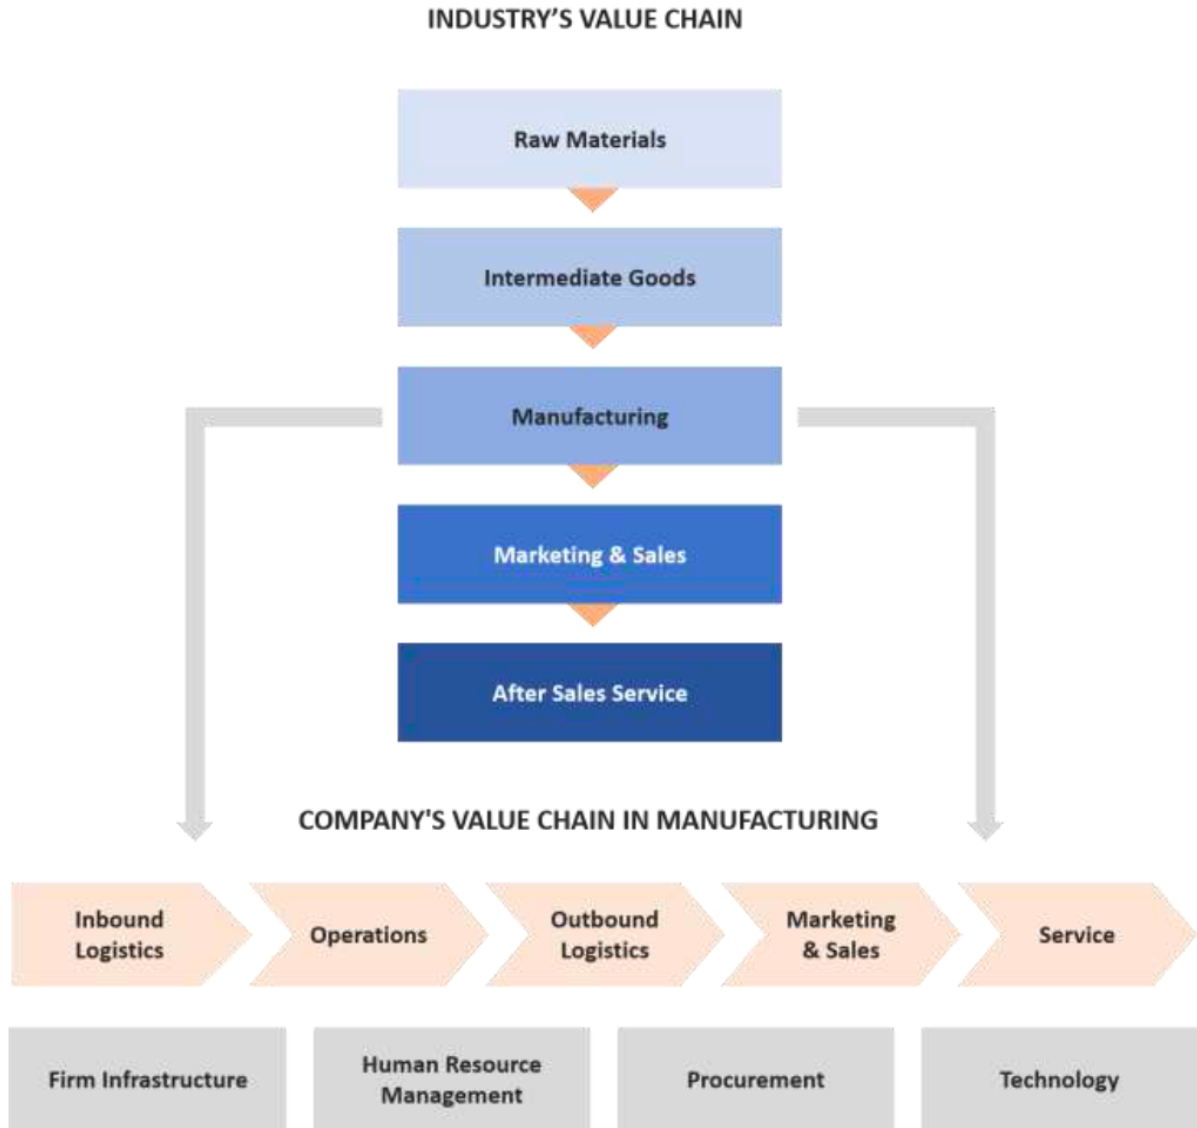 INDUSTRY’S VALUE CHAIN
Raw Materials
Intermediate Goods
Manufacturing
Marketing & Sales
After Sales Service
COMPANY'S VALUE CHAIN IN MANUFACTURING
Inbound
Logistics
Operations
Outbound
Logistics
Marketing
& Sales
Service
Firm Infrastructure
Human Resource
Management
Procurement
Technology